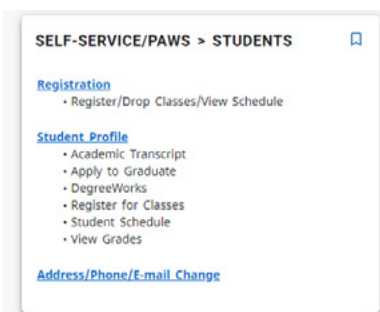 SELF-SERVICE/PAWS > STUDENTS
Registration
• Register/Drop Classes/View Schedule
Student Profile
• Academic Transcript
• Apply to Graduate
• DegreeWorks
• Register for Classes
• Student Schedule
• View Grades
Address/Phone/E-mail Change